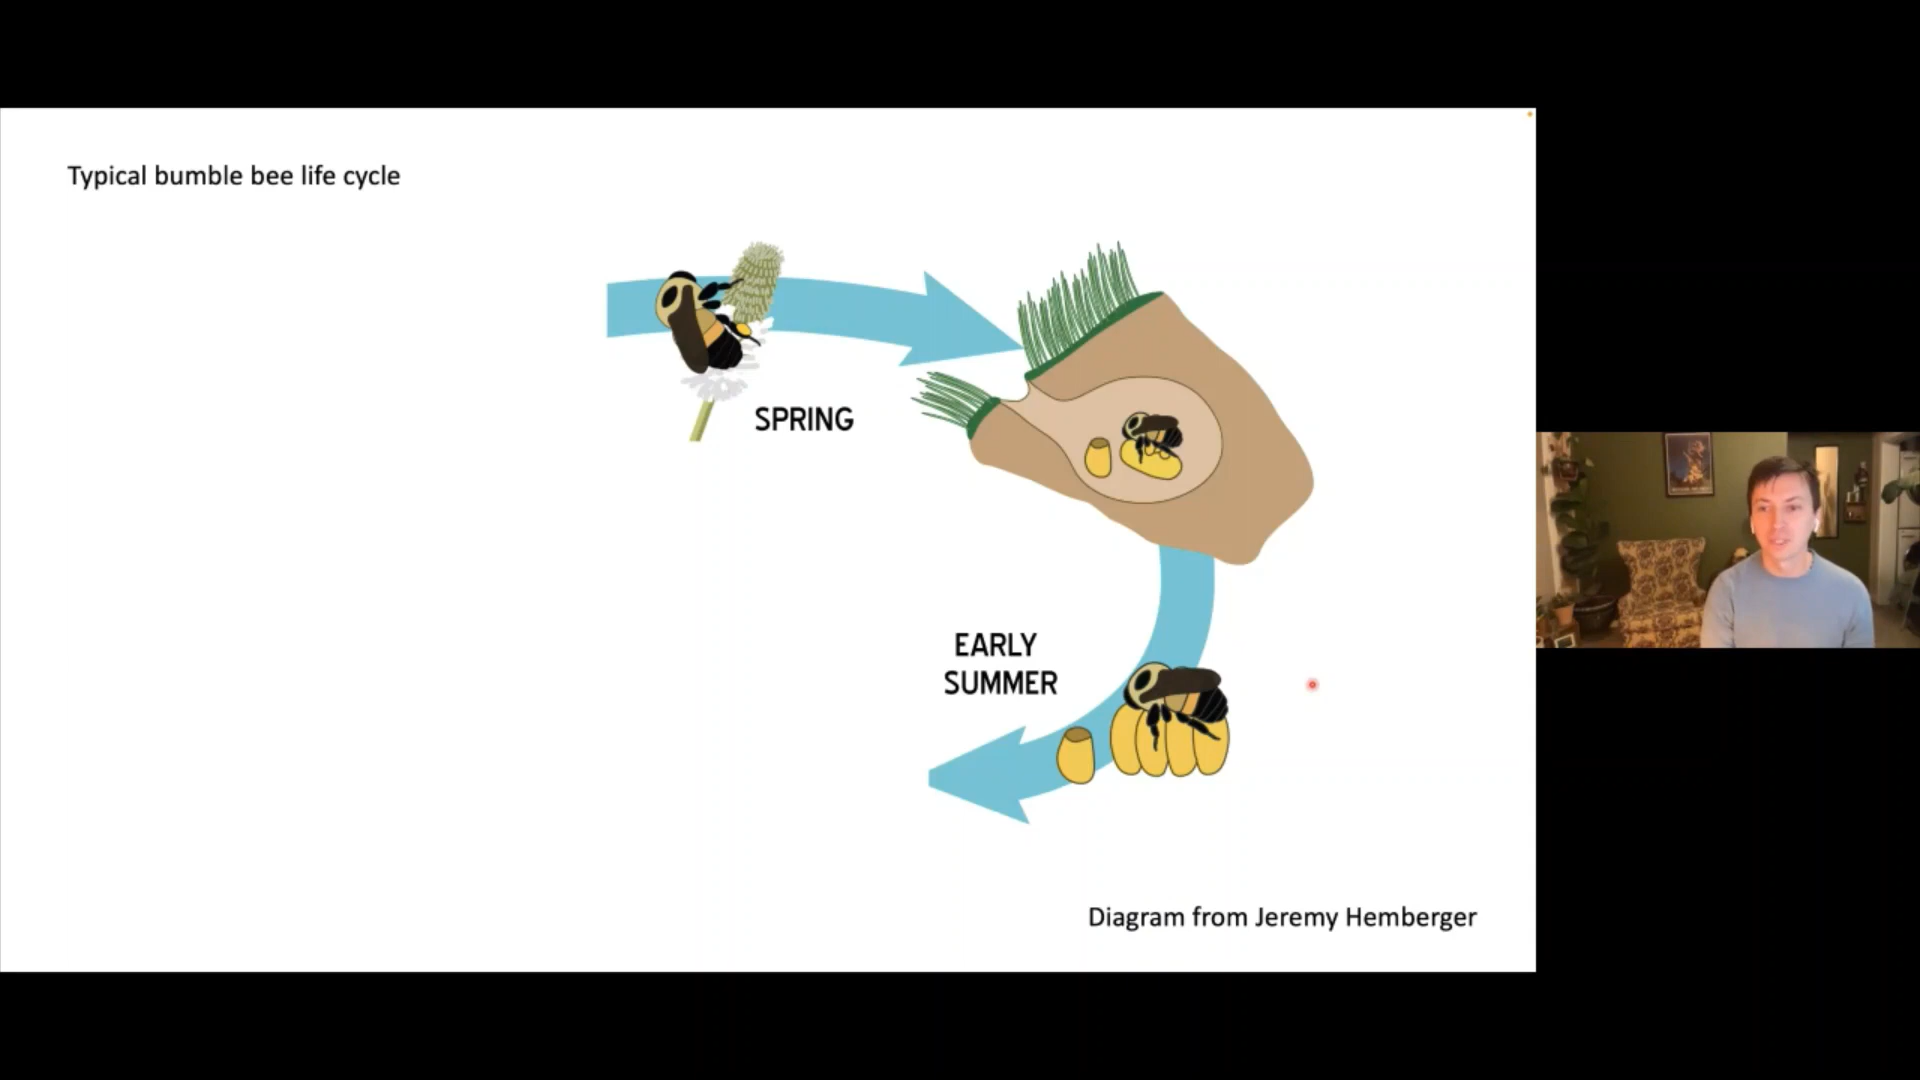 Typical bumble bee life cycle
SPRING
EARLY
SUMMER
Diagram from Jeremy Hemberger